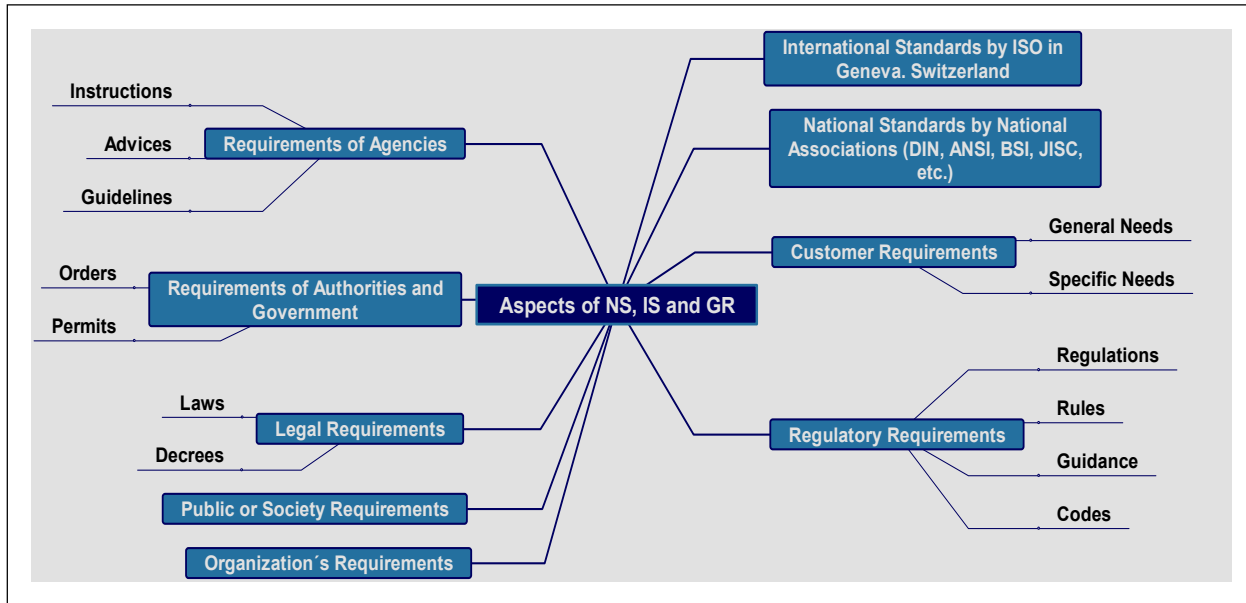 International Standards by ISO in
Geneva. Switzerland
Instructions
Advices
Guidelines
Requirements of Agencies
National Standards by National
Associations (DIN, ANSI, BSI, JISC,
etc.)
General Needs
Customer Requirements
Specific Needs
Orders
Permits
Requirements of Authorities and
Government
Aspects of NS, IS and GR
Regulations
Rules
Regulatory Requirements
Guidance
Codes
Laws
Legal Requirements
Decrees
Public or Society Requirements
Organization´s Requirements